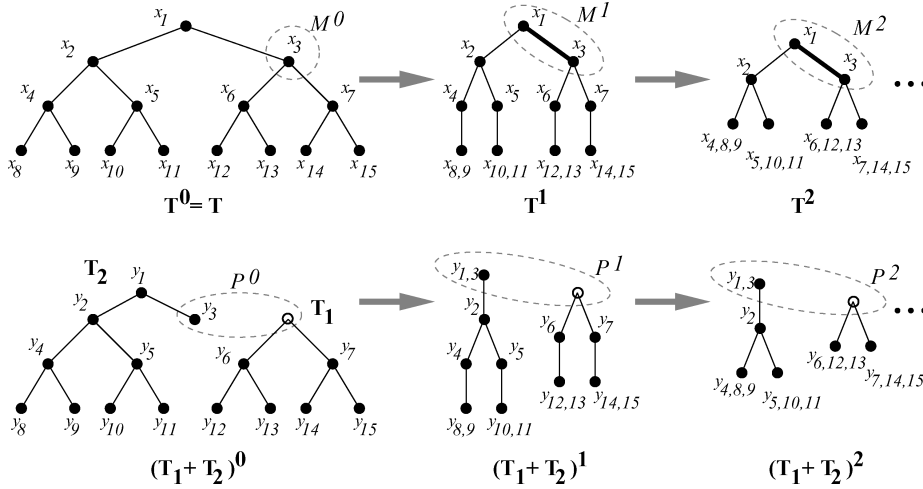 x1 M0 x1 M1
x2 x3 x2 x3 x1 M2
x2 x3
x4 x5 x6 x7 x4 x5 x6 x7
x8 x9 x10 x11 x12 x13 x14 x15 x8,9 x10,11 x12,13 x14,15 x4,8,9 x5,10,11 x6,12,13 x7,14,15
T0 = T T1 T2
T2 y1 P0 y1,3 P1 y1,3 P2
y2 y3 T1 y2 y2
y4 y5 y6 y7 y4 y5 y6 y7 y6,12,13 y7,14,15
y8 y9 y10 y11 y12 y13 y14 y15 y8,9 y10,11 y12,13 y14,15 y4,8,9 y5,10,11
(T1 + T2)0 (T1 + T2)1 (T1 + T2)2